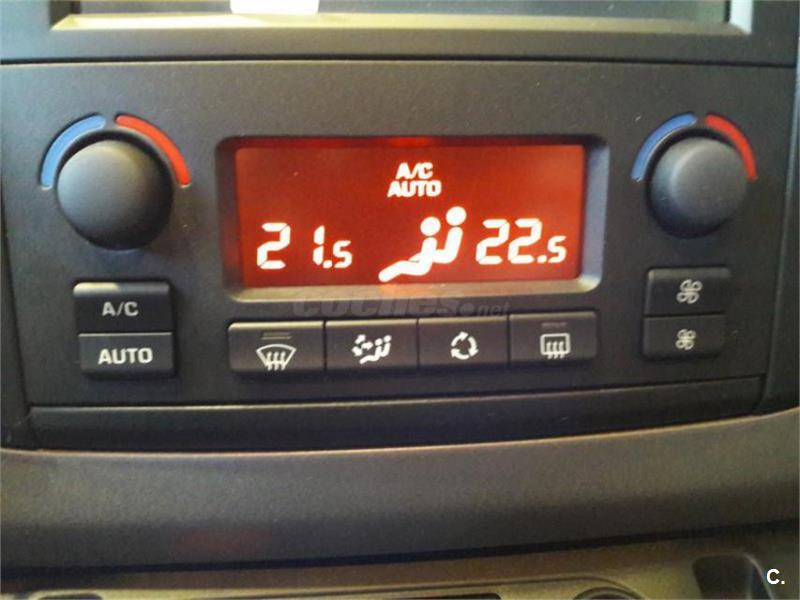 A/C
AUTO
21.5 22.5
A/C
AUTO
coches.net
C.